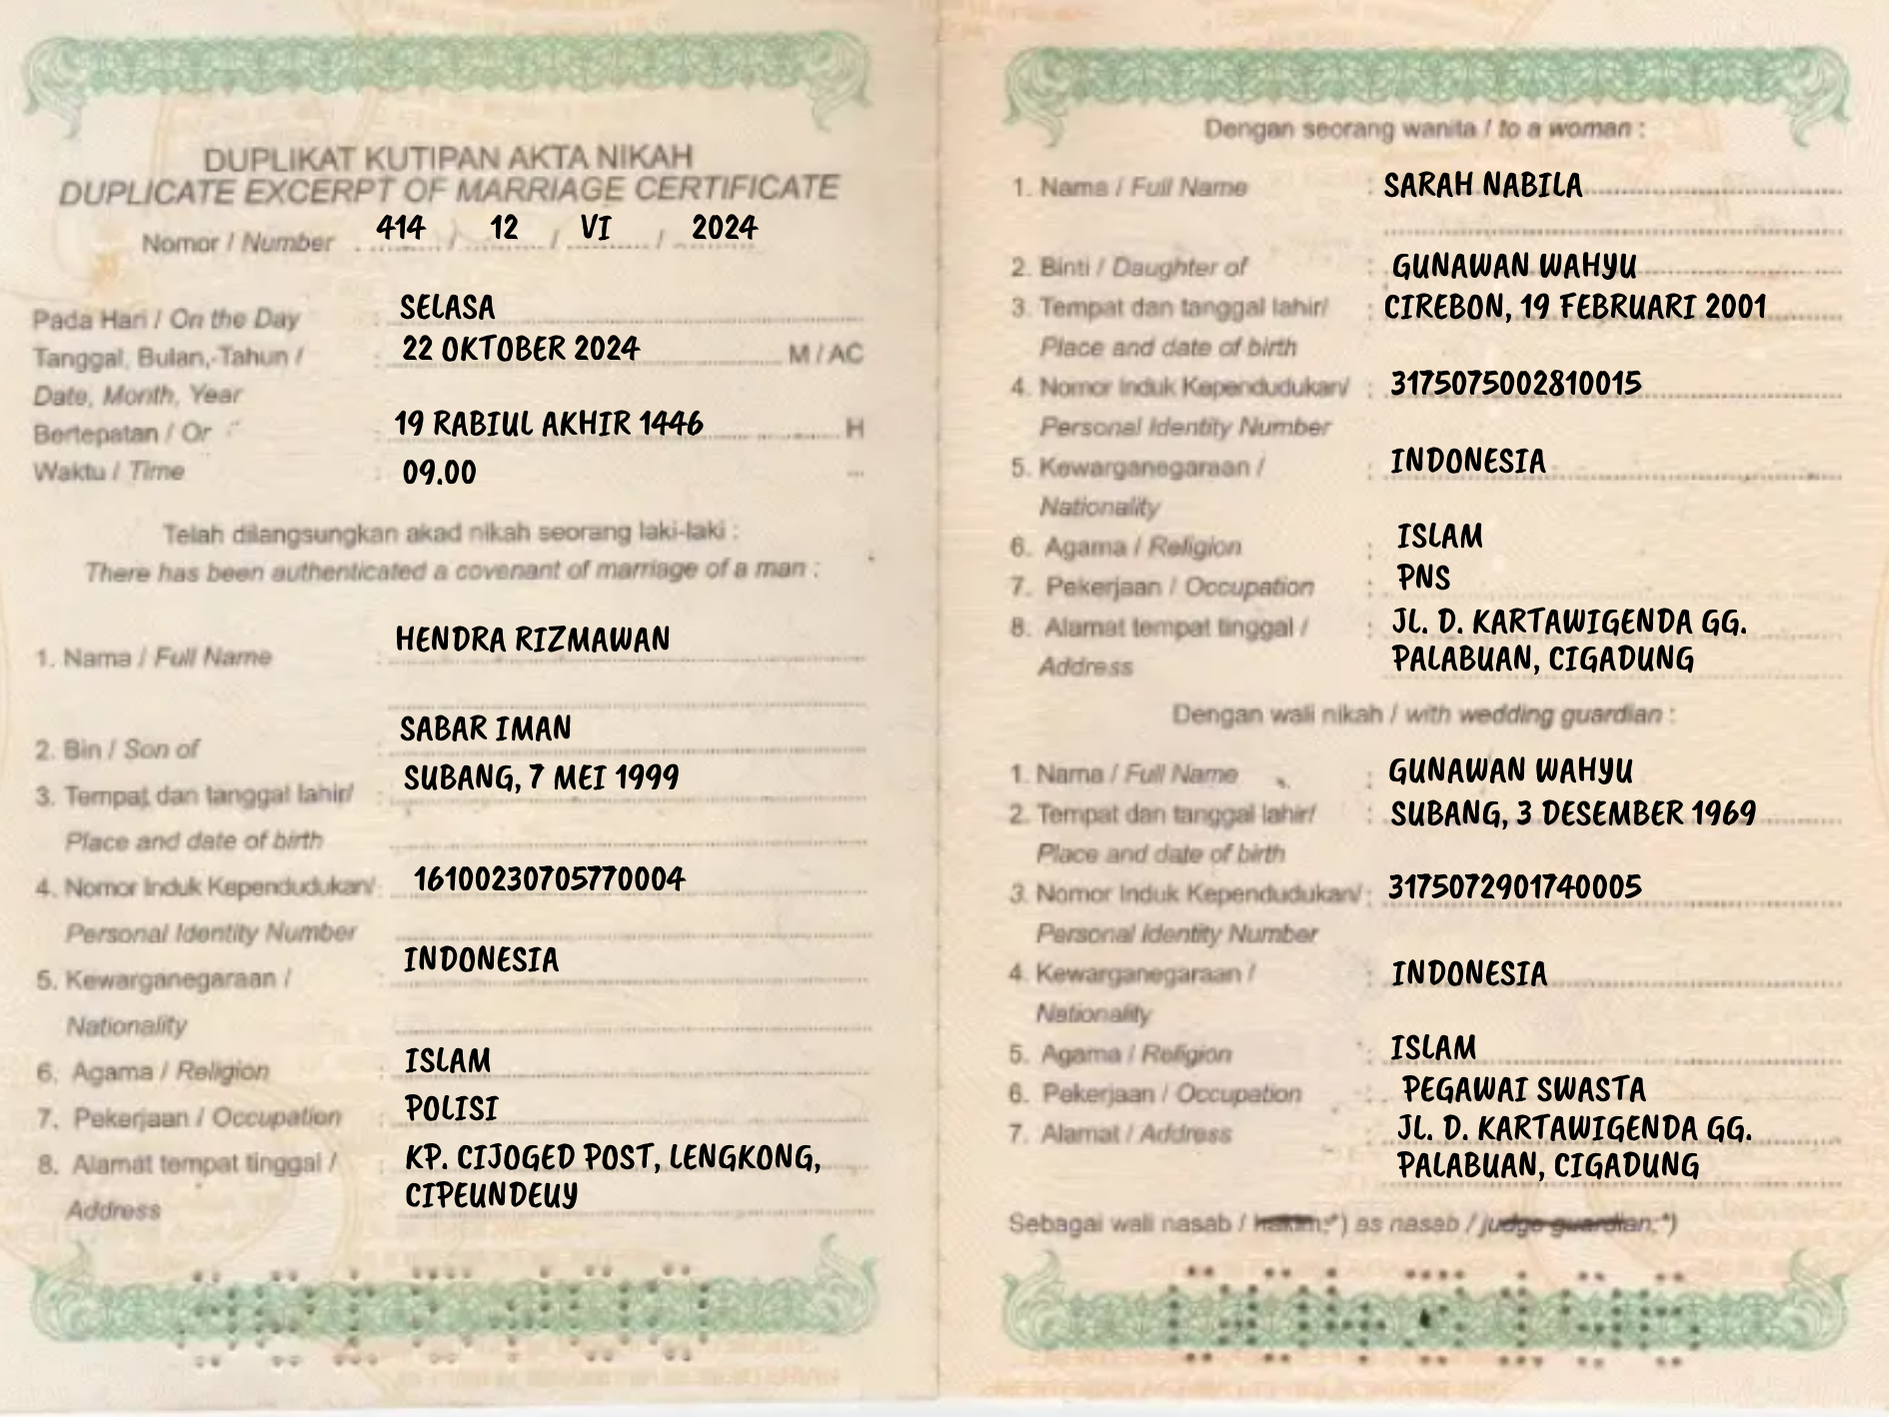 DUPLIKAT KUTIPAN AKTA NIKAH
DUPLICATE EXCERPT OF MARRIAGE CERTIFICATE
Nomor / Number 414 / 12 / VI / 2024
Pada Hari / On the Day : SELASA
Tanggal, Bulan, Tahun / : 22 OKTOBER 2024 M / AC
Date, Month, Year
Bertepatan / Or : 19 RABIUL AKHIR 1446 H
Waktu / Time : 09.00
Telah dilangsungkan akad nikah seorang laki-laki :
There has been authenticated a covenant of marriage of a man :
1. Nama / Full Name : HENDRA RIZMAWAN
2. Bin / Son of : SABAR IMAN
3. Tempat dan tanggal lahir/ : SUBANG, 7 MEI 1999
Place and date of birth
4. Nomor Induk Kependudukan/ : 16100230705770004
Personal Identity Number
5. Kewarganegaraan / : INDONESIA
Nationality
6. Agama / Religion : ISLAM
7. Pekerjaan / Occupation : POLISI
8. Alamat tempat tinggal / : KP. CIJOGED POST, LENGKONG,
Address CIPEUNDEUY
Dengan seorang wanita / to a woman :
1. Nama / Full Name : SARAH NABILA
2. Binti / Daughter of : GUNAWAN WAHYU
3. Tempat dan tanggal lahir/ : CIREBON, 19 FEBRUARI 2001
Place and date of birth
4. Nomor Induk Kependudukan/ : 3175075002810015
Personal Identity Number
5. Kewarganegaraan / : INDONESIA
Nationality
6. Agama / Religion : ISLAM
7. Pekerjaan / Occupation : PNS
8. Alamat tempat tinggal / : JL. D. KARTAWIGENDA GG.
Address PALABUAN, CIGADUNG
Dengan wali nikah / with wedding guardian :
1. Nama / Full Name : GUNAWAN WAHYU
2. Tempat dan tanggal lahir/ : SUBANG, 3 DESEMBER 1969
Place and date of birth
3. Nomor Induk Kependudukan/ : 3175072901740005
Personal Identity Number
4. Kewarganegaraan / : INDONESIA
Nationality
5. Agama / Religion : ISLAM
6. Pekerjaan / Occupation : PEGAWAI SWASTA
7. Alamat / Address : JL. D. KARTAWIGENDA GG.
PALABUAN, CIGADUNG
Sebagai wali nasab / hakim;*) as nasab / judge guardian;*)